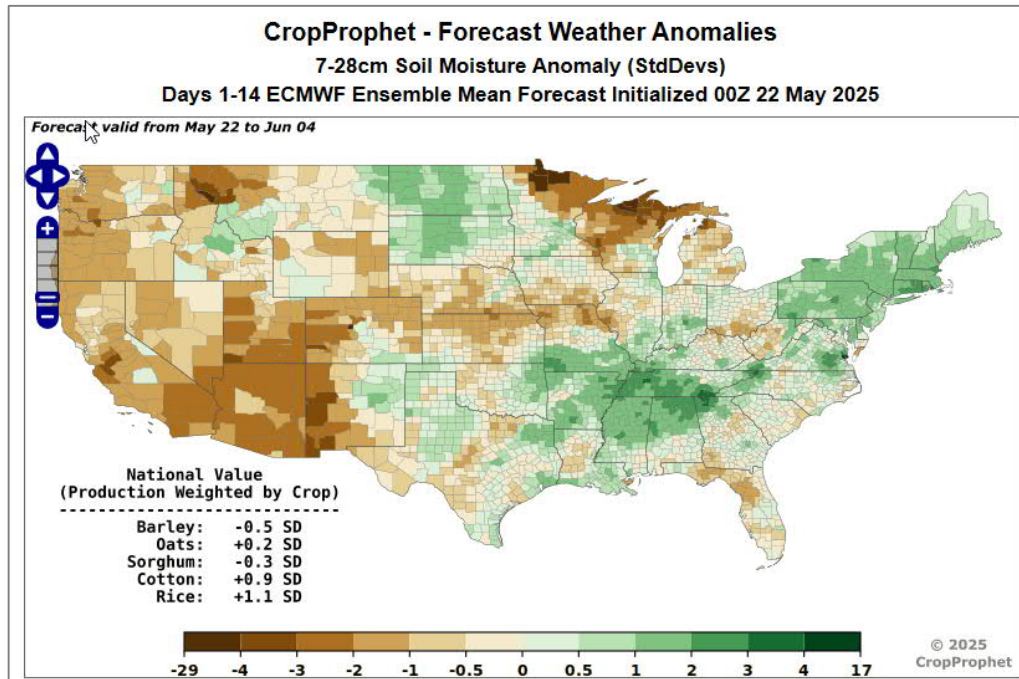 CropProphet - Forecast Weather Anomalies
7-28cm Soil Moisture Anomaly (StdDevs)
Days 1-14 ECMWF Ensemble Mean Forecast Initialized 00Z 22 May 2025
Forecast valid from May 22 to Jun 04
National Value
(Production Weighted by Crop)
------------------------------
Barley: -0.5 SD
Oats: +0.2 SD
Sorghum: -0.3 SD
Cotton: +0.9 SD
Rice: +1.1 SD
-29 -4 -3 -2 -1 -0.5 0 0.5 1 2 3 4 17
© 2025
CropProphet